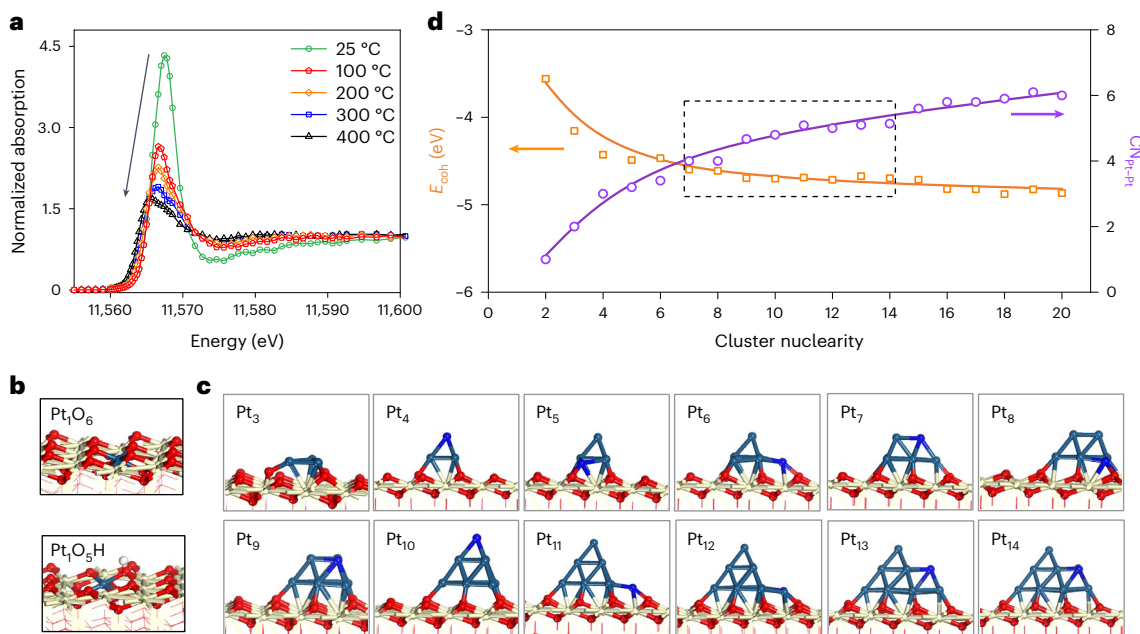 a
4.5
3.0
1.5
0
Normalized absorption
25 °C
100 °C
200 °C
300 °C
400 °C
11,560
11,570
11,580
11,590
11,600
Energy (eV)
d
−3
−4
−5
−6
E_coh (eV)
8
6
4
2
0
CN_Pt–Pt
0
2
4
6
8
10
12
14
16
18
20
Cluster nuclearity
b
Pt₁O₆
Pt₁O₅H
c
Pt₃
Pt₄
Pt₅
Pt₆
Pt₇
Pt₈
Pt₉
Pt₁₀
Pt₁₁
Pt₁₂
Pt₁₃
Pt₁₄